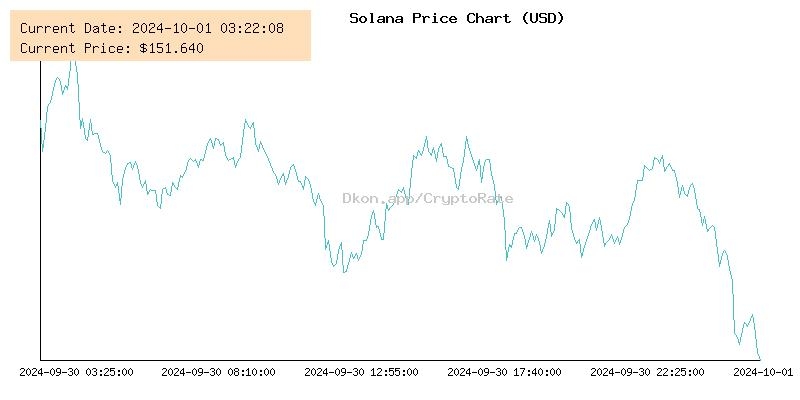 Solana Price Chart (USD)
Current Date: 2024-10-01 03:22:08
Current Price: $151.640
Dkon.app/CryptoRate
2024-09-30 03:25:00 2024-09-30 08:10:00 2024-09-30 12:55:00 2024-09-30 17:40:00 2024-09-30 22:25:00 2024-10-01